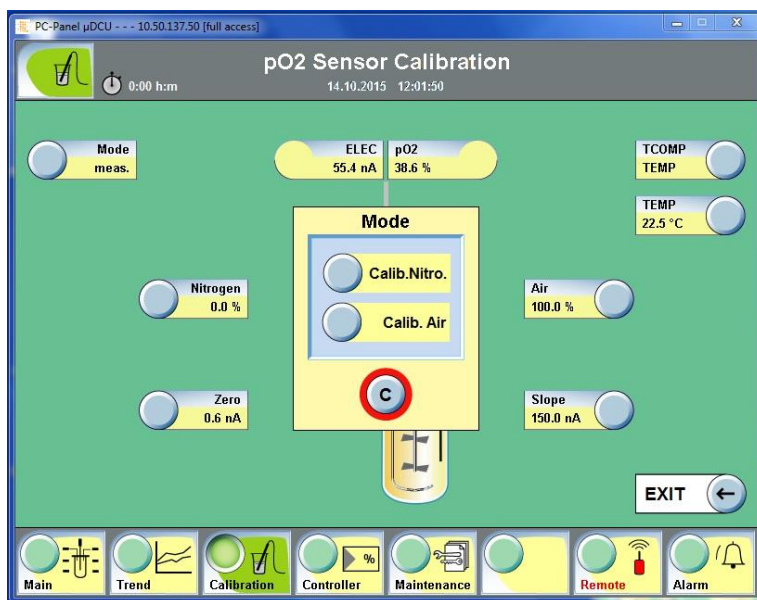 PC-Panel µDCU - - - 10.50.137.50 [full access]
pO2 Sensor Calibration
0:00 h:m
14.10.2015 12:01:50
Mode
meas.
ELEC
55.4 nA
pO2
38.6 %
TCOMP
TEMP
TEMP
22.5 °C
Mode
Calib.Nitro.
Calib. Air
C
Nitrogen
0.0 %
Air
100.0 %
Zero
0.6 nA
Slope
150.0 nA
EXIT
Main
Trend
Calibration
%
Controller
Maintenance
Remote
Alarm